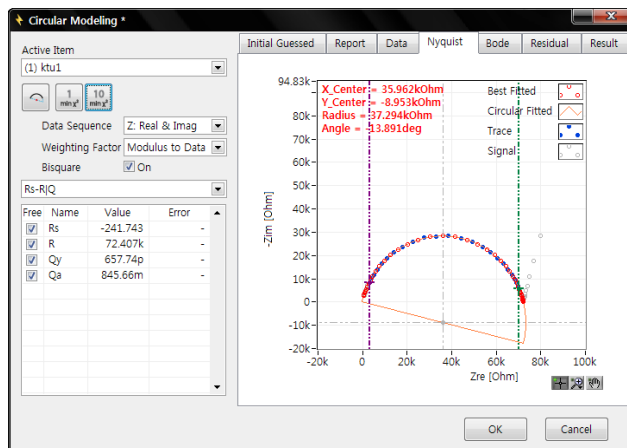 Circular Modeling *
Active Item
(1) ktu1
1
min χ²
10
min χ²
Data Sequence Z: Real & Imag
Weighting Factor Modulus to Data
Bisquare On
Rs-R|Q
Free Name Value Error
Rs -241.743 -
R 72.407k -
Qy 657.74p -
Qa 845.66m -
Initial Guessed Report Data Nyquist Bode Residual Result
X_Center = 35.962kOhm
Y_Center = -8.953kOhm
Radius = 37.294kOhm
Angle = -13.891deg
Best Fitted
Circular Fitted
Trace
Signal
-Zim [Ohm]
94.83k
80k
70k
60k
50k
40k
30k
20k
10k
0
-10k
-20k
-20k 0 20k 40k 60k 80k 100k
Zre [Ohm]
OK Cancel